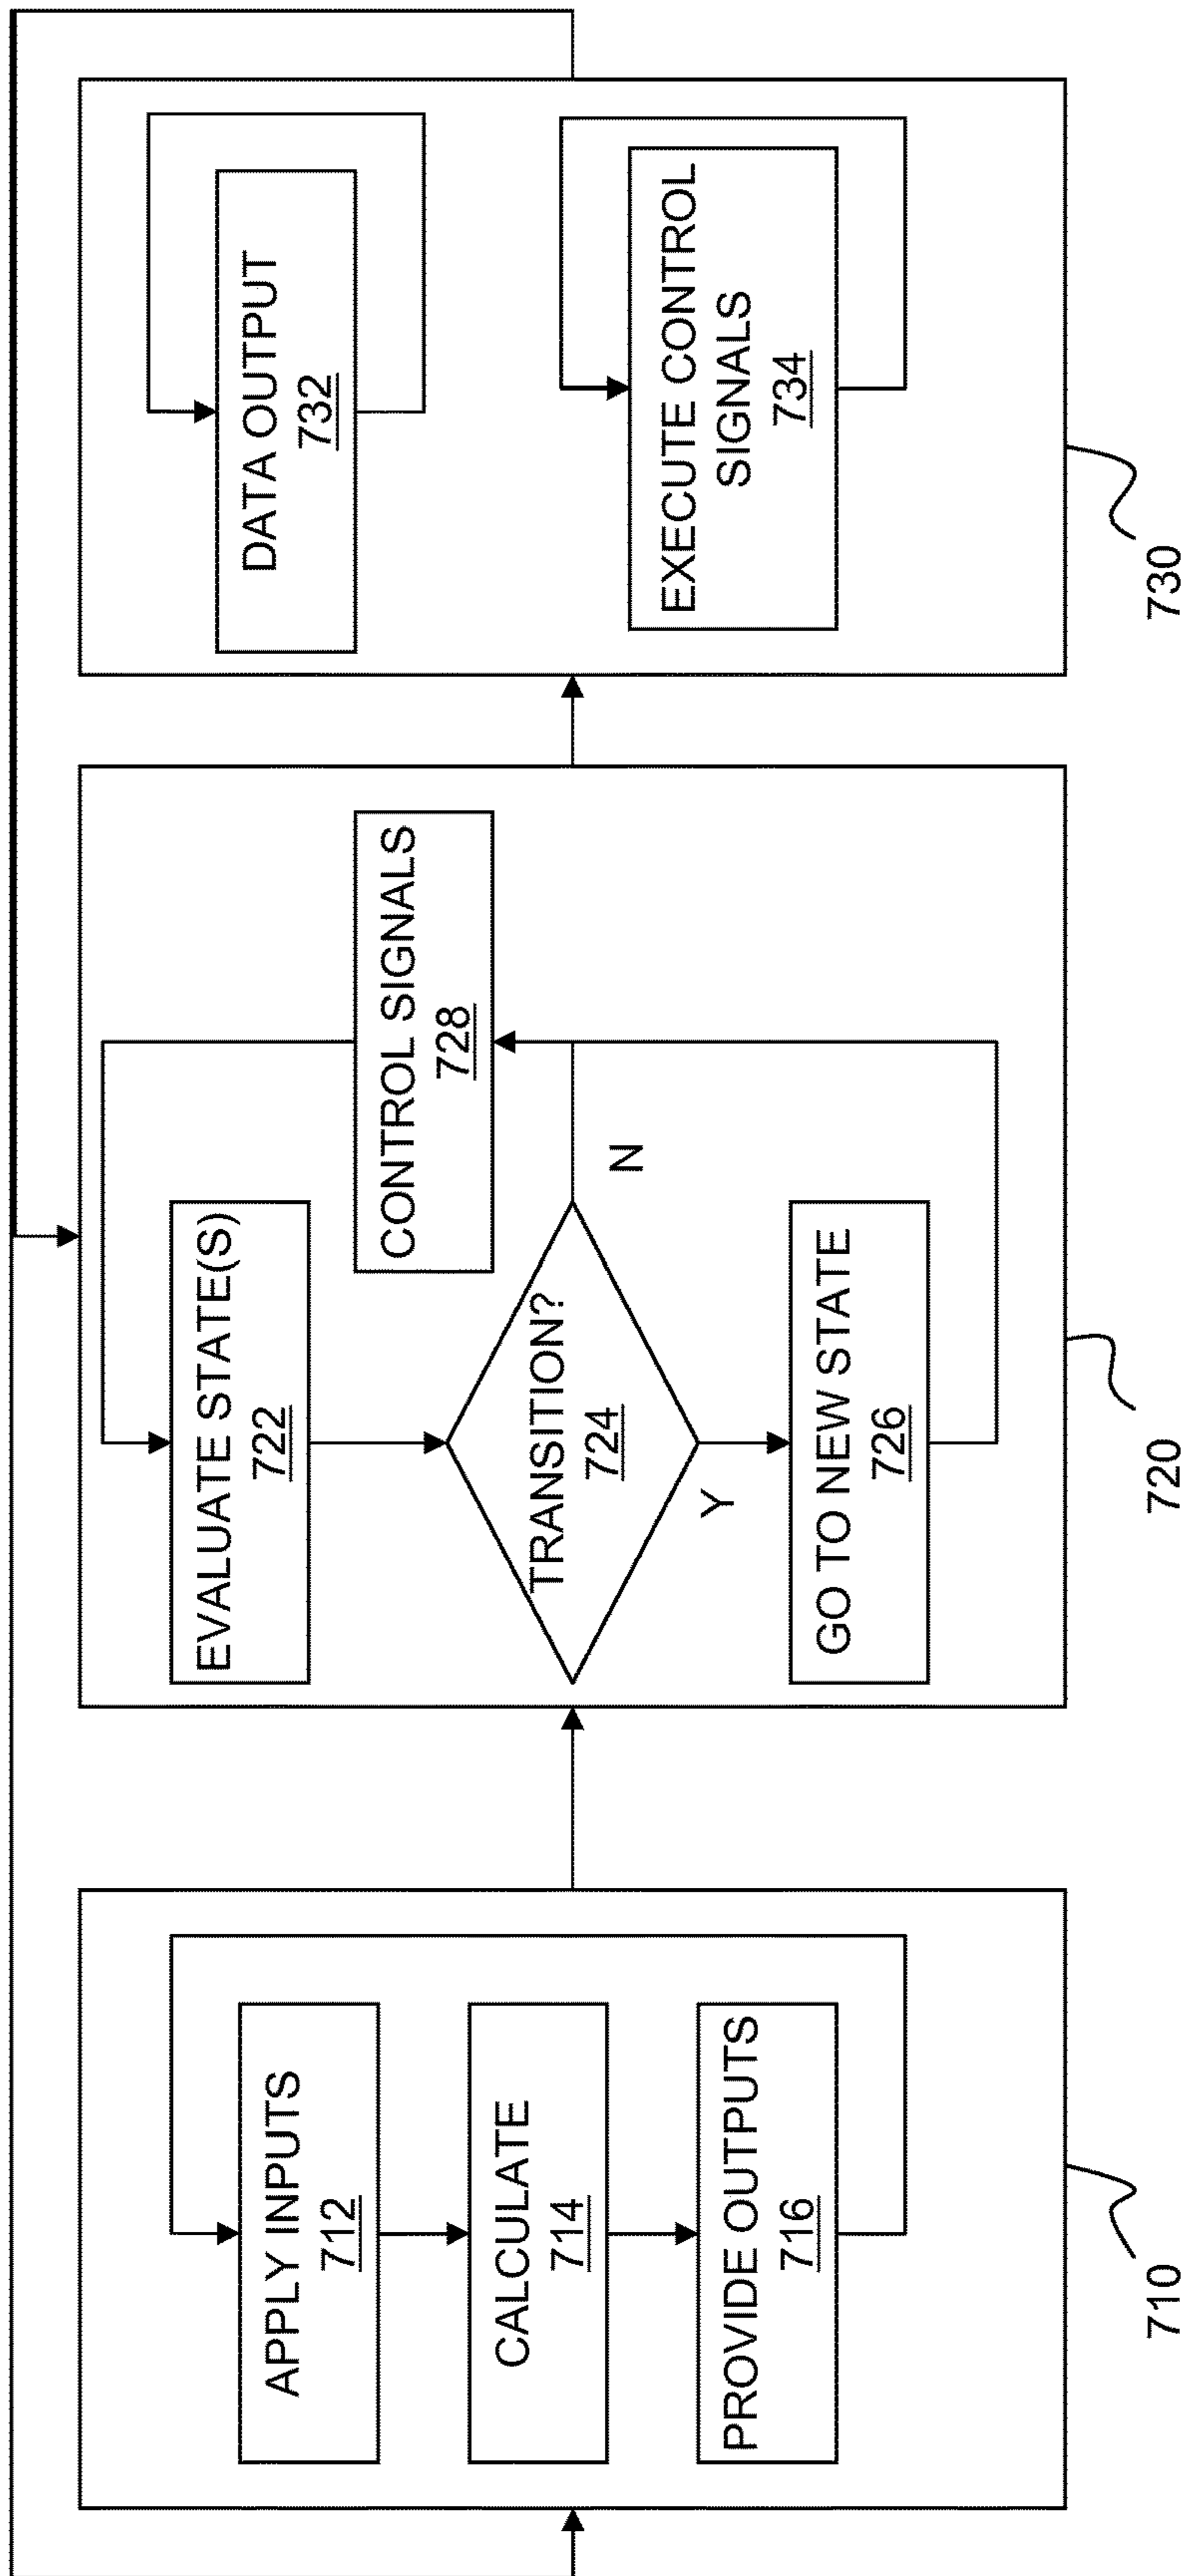 APPLY INPUTS
712
CALCULATE
714
PROVIDE OUTPUTS
716
710
EVALUATE STATE(S)
722
TRANSITION?
724
N
Y
CONTROL SIGNALS
728
GO TO NEW STATE
726
720
DATA OUTPUT
732
EXECUTE CONTROL
SIGNALS
734
730